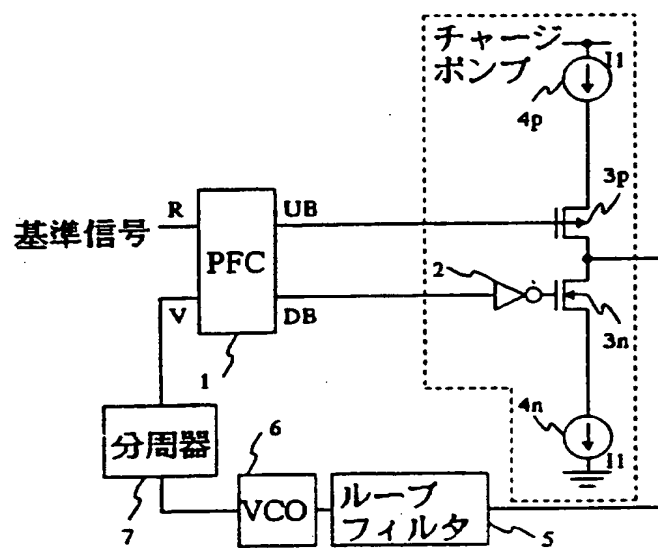 チャージ
ポンプ
I1
4p
3p
R
UB
基準信号
PFC
2
V
DB
3n
1
4n
分周器
6
I1
7
VCO
ループ
フィルタ
5